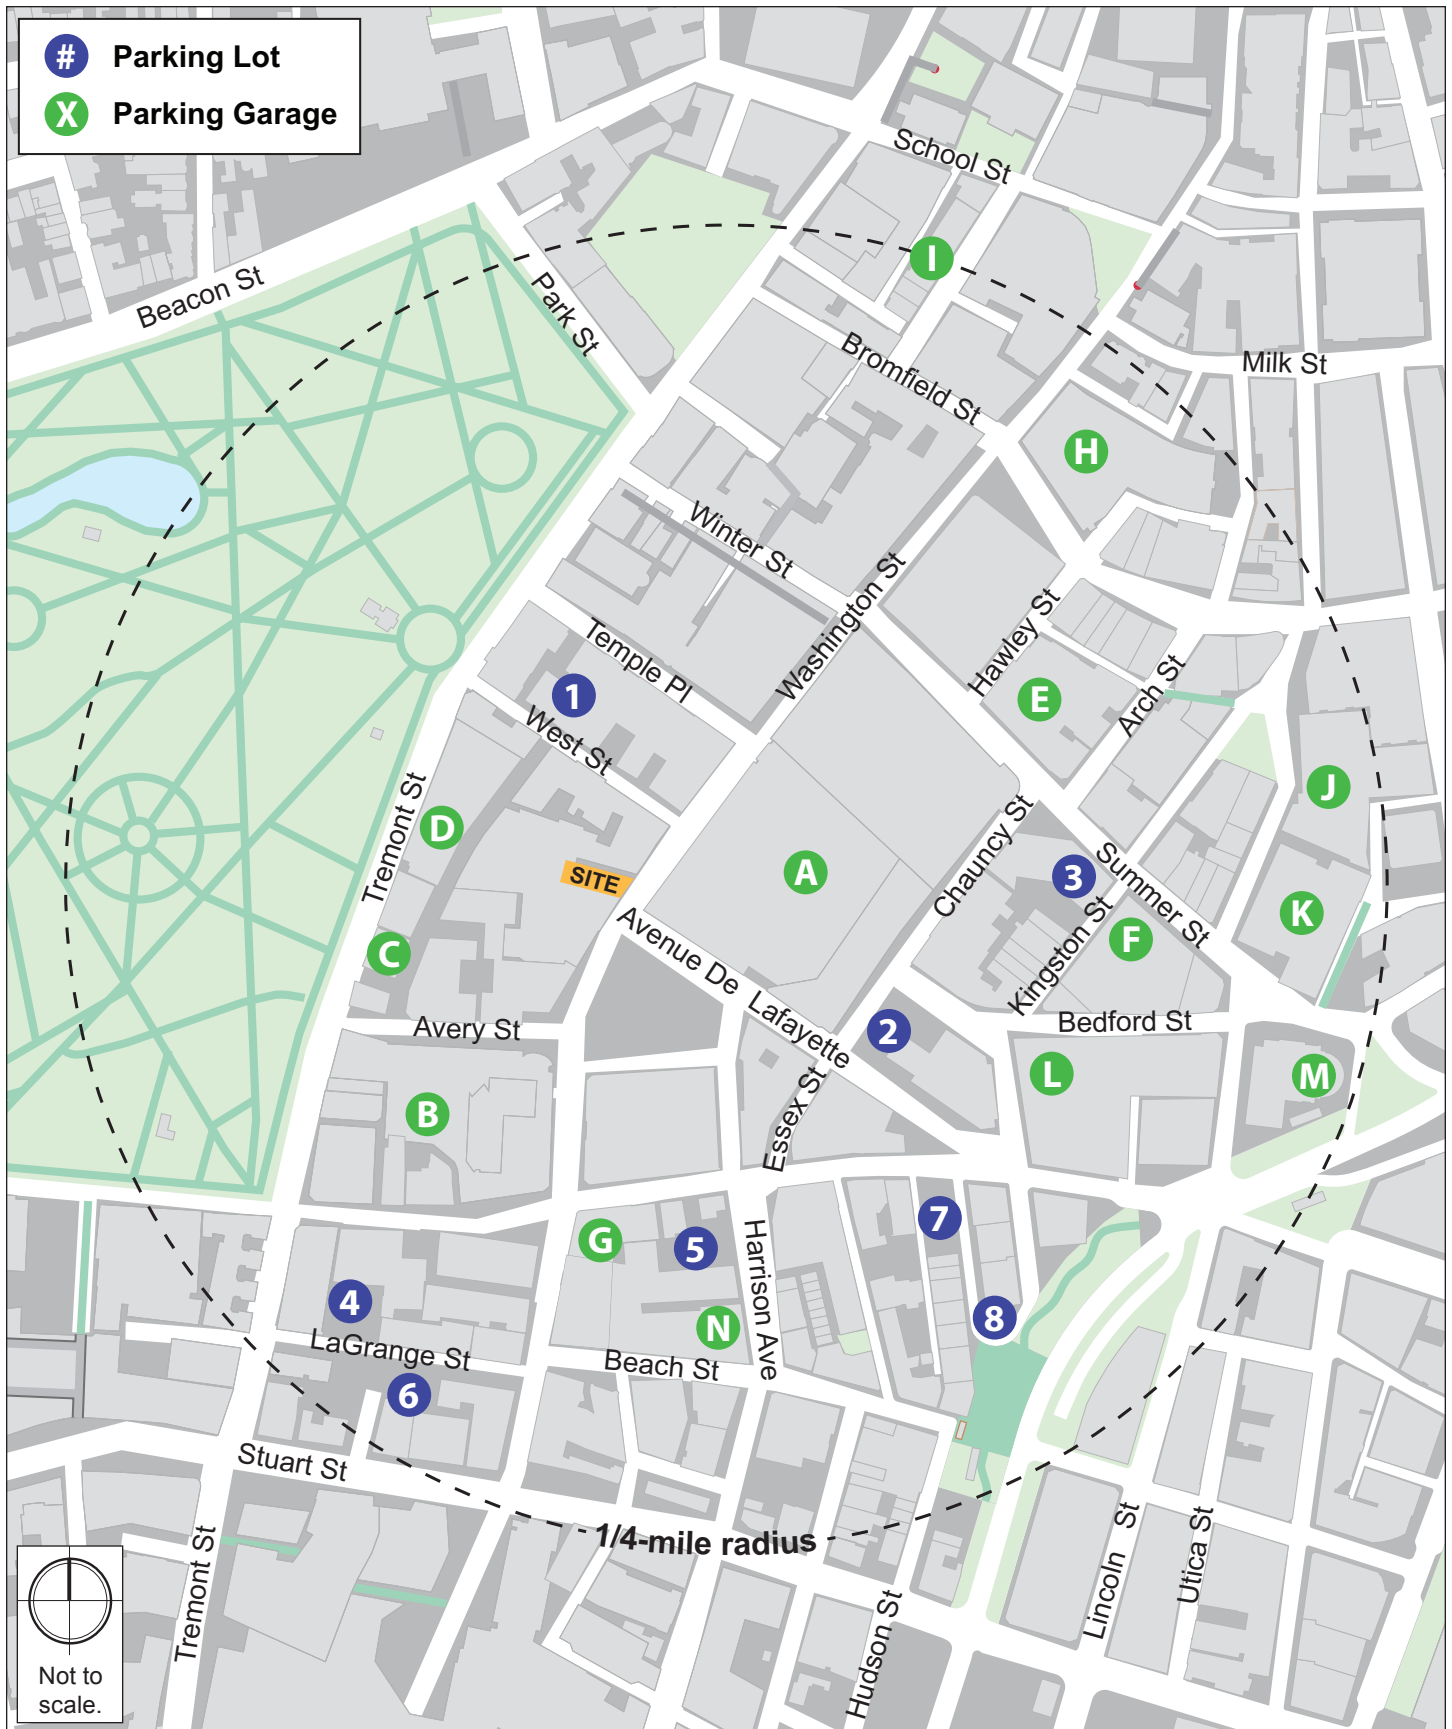 # Parking Lot
X Parking Garage
School St
I
Beacon St
Park St
Bromfield St
Milk St
H
Winter St
Washington St
Hawley St
Temple Pl
1
E
Arch St
West St
Tremont St
D
J
A
Chauncy St
3
Summer St
SITE
K
C
Avenue De Lafayette
Kingston St
F
Avery St
2
Bedford St
L
M
B
Essex St
7
G
5
Harrison Ave
4
8
N
LaGrange St
Beach St
6
Stuart St
1/4-mile radius
Tremont St
Lincoln St
Utica St
Hudson St
Not to
scale.